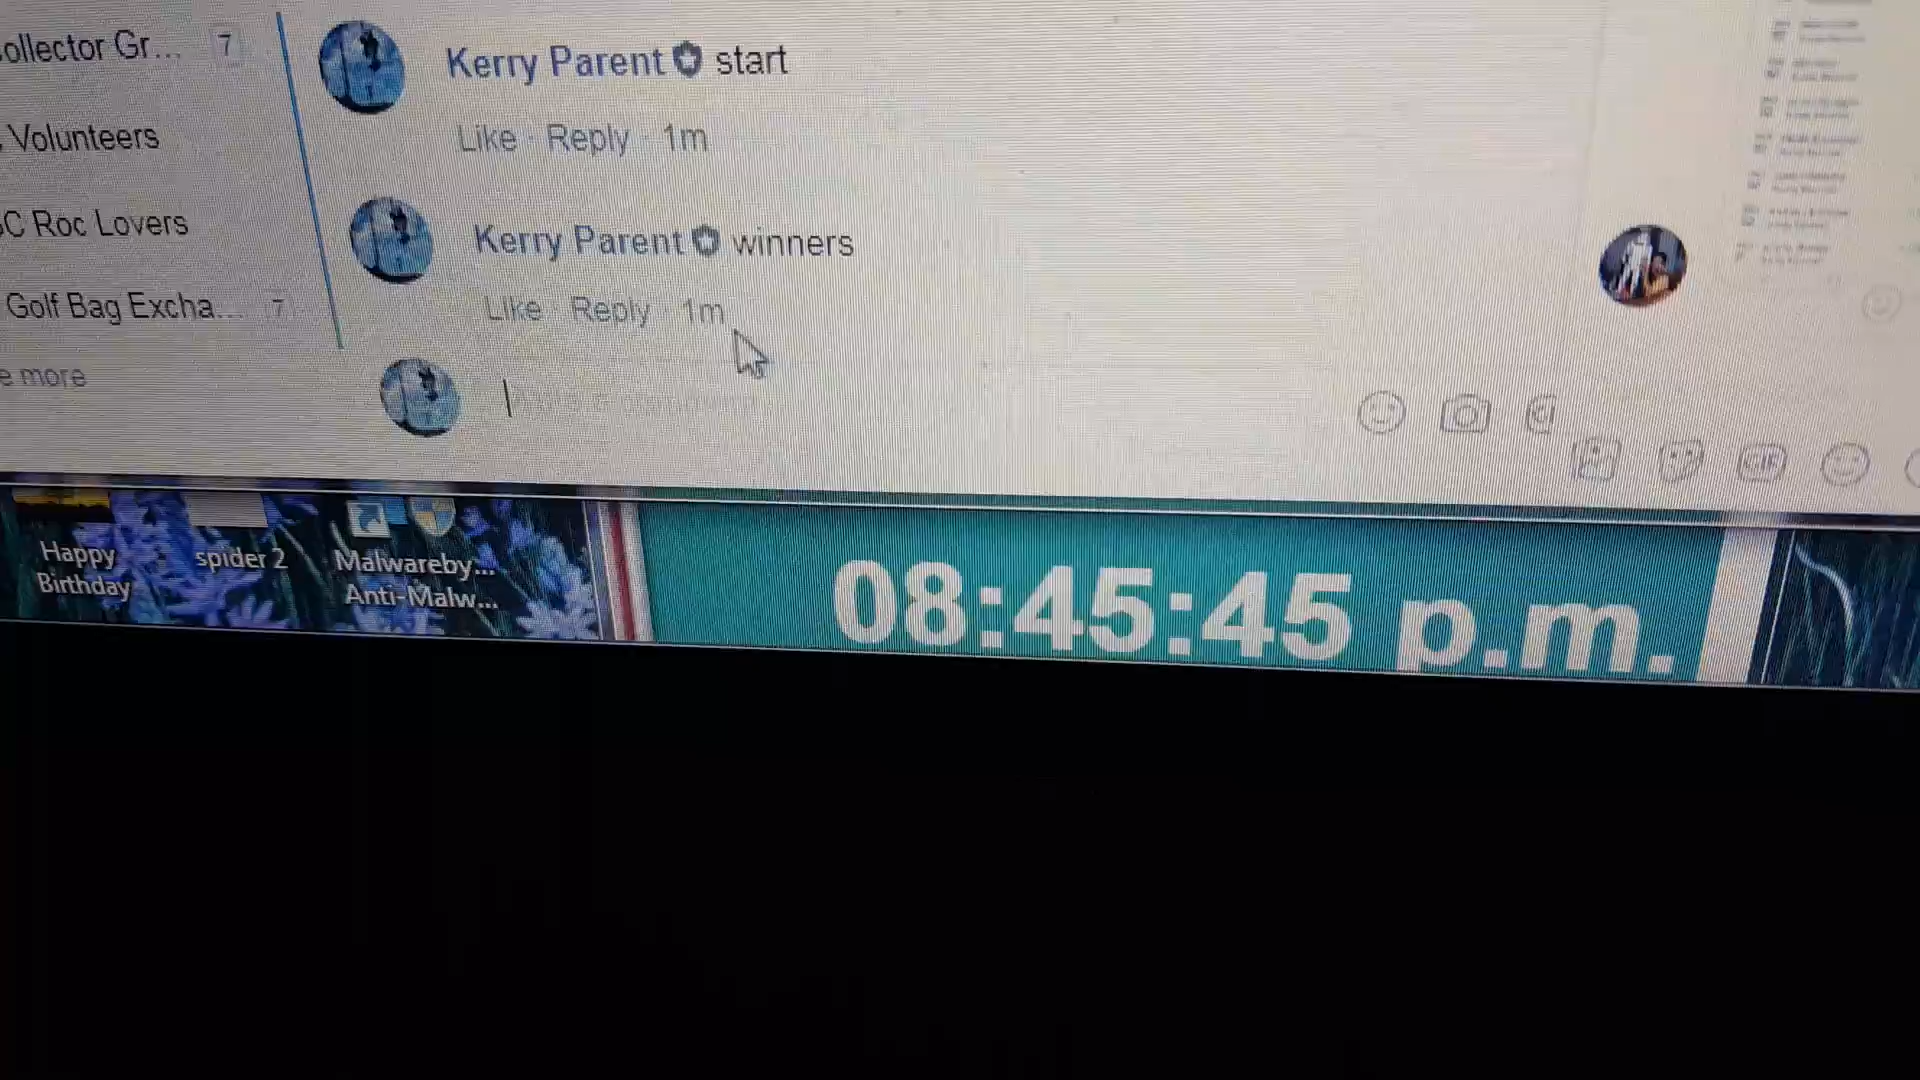 ollector Gr... 7
Volunteers
C Roc Lovers
Golf Bag Excha... 7
e more
Kerry Parent start
Like · Reply · 1m
Kerry Parent winners
Like · Reply · 1m
GIF
Happy
Birthday
spider 2
Malwareby...
Anti-Malw...
08:45:45 p.m.